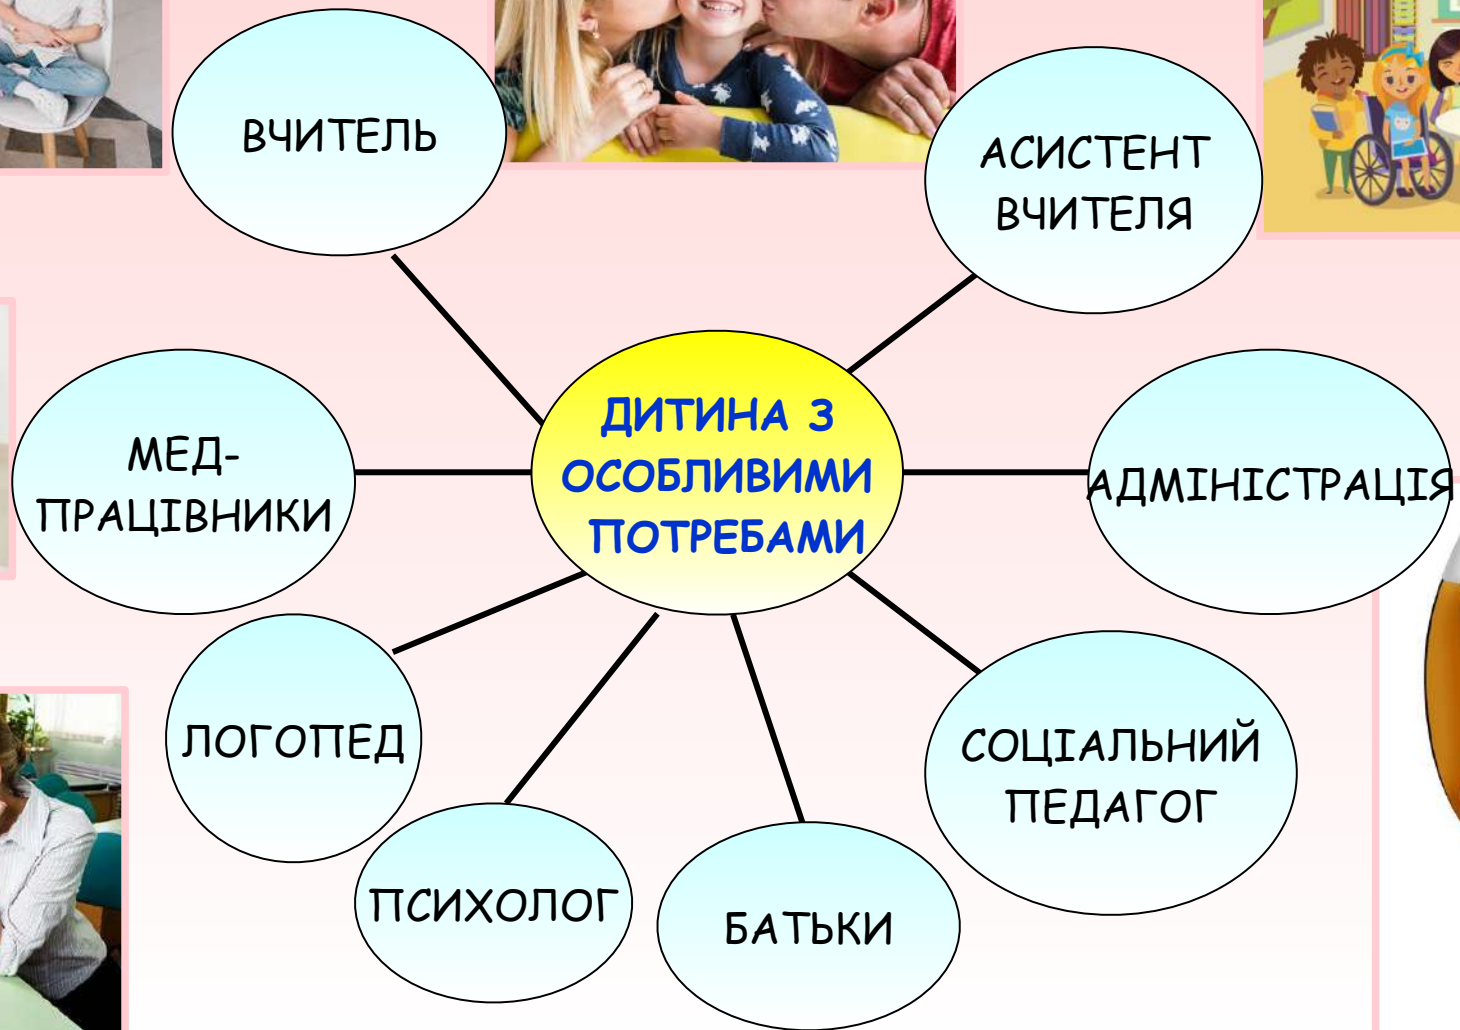 ВЧИТЕЛЬ
АСИСТЕНТ
ВЧИТЕЛЯ
МЕД-
ПРАЦІВНИКИ
ДИТИНА З
ОСОБЛИВИМИ
ПОТРЕБАМИ
АДМІНІСТРАЦІЯ
ЛОГОПЕД
СОЦІАЛЬНИЙ
ПЕДАГОГ
ПСИХОЛОГ
БАТЬКИ